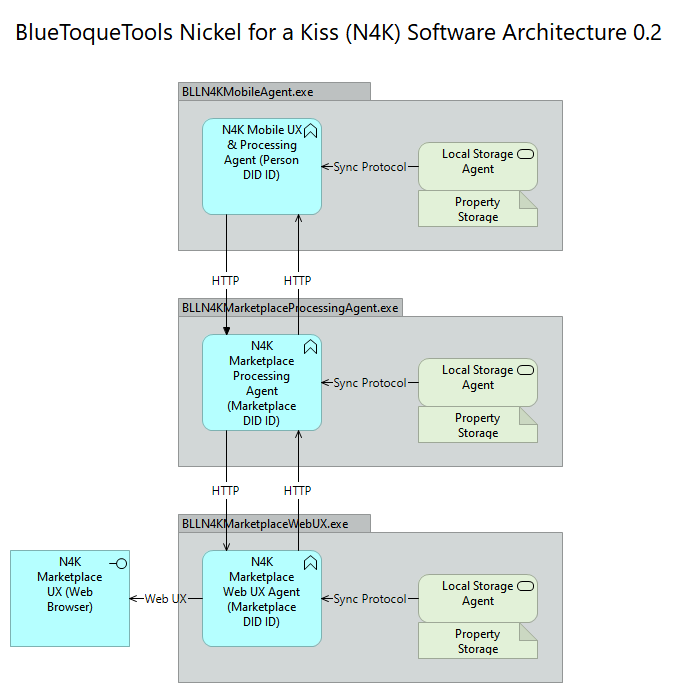 BlueToqueTools Nickel for a Kiss (N4K) Software Architecture 0.2
BLLN4KMobileAgent.exe
N4K Mobile UX
& Processing
Agent (Person
DID ID)
Sync Protocol
Local Storage
Agent
Property
Storage
HTTP
HTTP
BLLN4KMarketplaceProcessingAgent.exe
N4K
Marketplace
Processing
Agent
(Marketplace
DID ID)
Sync Protocol
Local Storage
Agent
Property
Storage
HTTP
HTTP
BLLN4KMarketplaceWebUX.exe
N4K
Marketplace
UX (Web
Browser)
Web UX
N4K
Marketplace
Web UX Agent
(Marketplace
DID ID)
Sync Protocol
Local Storage
Agent
Property
Storage